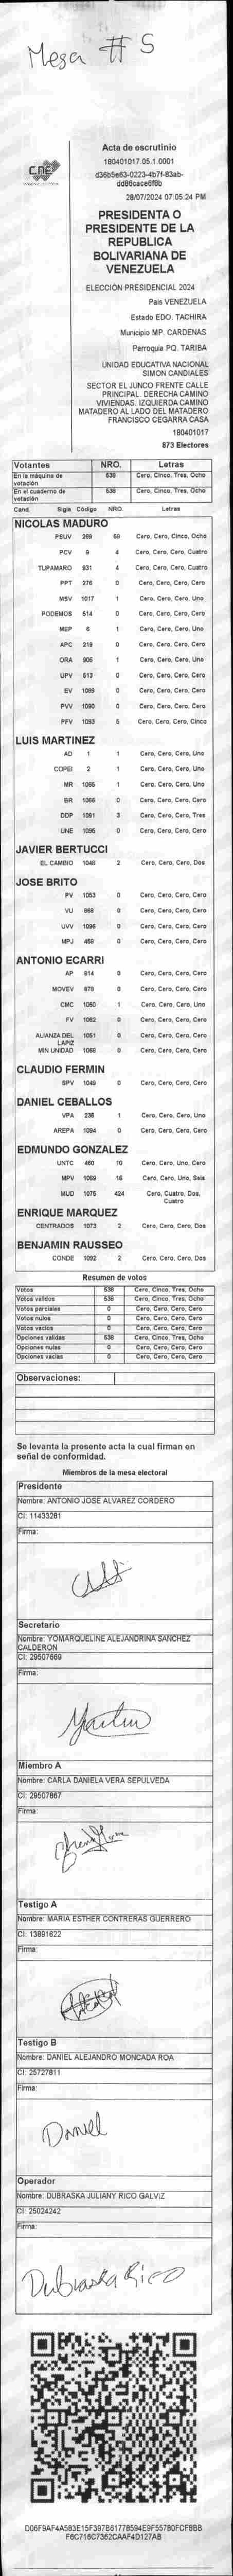 Mesa # 5
CNE
Acta de escrutinio
180401017.05.1.0001
d36b5e83-0223-4b7f-83ab-
dd86cace6f8b
28/07/2024 07:05:24 PM
PRESIDENTA O
PRESIDENTE DE LA
REPUBLICA
BOLIVARIANA DE
VENEZUELA
ELECCIÓN PRESIDENCIAL 2024
Pais VENEZUELA
Estado EDO. TACHIRA
Municipio MP. CARDENAS
Parroquia PQ. TARIBA
UNIDAD EDUCATIVA NACIONAL
SIMON CANDIALES
SECTOR EL JUNCO FRENTE CALLE
PRINCIPAL. DERECHA CAMINO
VIVIENDAS. IZQUIERDA CAMINO
MATADERO AL LADO DEL MATADERO
FRANCISCO CEGARRA CASA
180401017
873 Electores
Votantes NRO. Letras
En la máquina de votación 538 Cero, Cinco, Tres, Ocho
En el cuaderno de votación 538 Cero, Cinco, Tres, Ocho
Cand. Sigla Código NRO. Letras
NICOLAS MADURO
PSUV 269 58 Cero, Cero, Cinco, Ocho
PCV 9 4 Cero, Cero, Cero, Cuatro
TUPAMARO 931 4 Cero, Cero, Cero, Cuatro
PPT 276 0 Cero, Cero, Cero, Cero
MSV 1017 1 Cero, Cero, Cero, Uno
PODEMOS 514 0 Cero, Cero, Cero, Cero
MEP 6 1 Cero, Cero, Cero, Uno
APC 219 0 Cero, Cero, Cero, Cero
ORA 906 1 Cero, Cero, Cero, Uno
UPV 613 0 Cero, Cero, Cero, Cero
EV 1089 0 Cero, Cero, Cero, Cero
PVV 1090 0 Cero, Cero, Cero, Cero
PFV 1093 5 Cero, Cero, Cero, Cinco
LUIS MARTINEZ
AD 1 1 Cero, Cero, Cero, Uno
COPEI 2 1 Cero, Cero, Cero, Uno
MR 1065 1 Cero, Cero, Cero, Uno
BR 1066 0 Cero, Cero, Cero, Cero
DDP 1091 3 Cero, Cero, Cero, Tres
UNE 1095 0 Cero, Cero, Cero, Cero
JAVIER BERTUCCI
EL CAMBIO 1048 2 Cero, Cero, Cero, Dos
JOSE BRITO
PV 1053 0 Cero, Cero, Cero, Cero
VU 868 0 Cero, Cero, Cero, Cero
UVV 1096 0 Cero, Cero, Cero, Cero
MPJ 458 0 Cero, Cero, Cero, Cero
ANTONIO ECARRI
AP 814 0 Cero, Cero, Cero, Cero
MOVEV 878 0 Cero, Cero, Cero, Cero
CMC 1050 1 Cero, Cero, Cero, Uno
FV 1062 0 Cero, Cero, Cero, Cero
ALIANZA DEL LAPIZ 1051 0 Cero, Cero, Cero, Cero
MIN UNIDAD 1068 0 Cero, Cero, Cero, Cero
CLAUDIO FERMIN
SPV 1049 0 Cero, Cero, Cero, Cero
DANIEL CEBALLOS
VPA 238 1 Cero, Cero, Cero, Uno
AREPA 1094 0 Cero, Cero, Cero, Cero
EDMUNDO GONZALEZ
UNTC 460 10 Cero, Cero, Uno, Cero
MPV 1069 16 Cero, Cero, Uno, Seis
MUD 1075 424 Cero, Cuatro, Dos,
Cuatro
ENRIQUE MARQUEZ
CENTRADOS 1073 2 Cero, Cero, Cero, Dos
BENJAMIN RAUSSEO
CONDE 1092 2 Cero, Cero, Cero, Dos
Resumen de votos
Votos 538 Cero, Cinco, Tres, Ocho
Votos validos 538 Cero, Cinco, Tres, Ocho
Votos parciales 0 Cero, Cero, Cero, Cero
Votos nulos 0 Cero, Cero, Cero, Cero
Votos vacios 0 Cero, Cero, Cero, Cero
Opciones validas 538 Cero, Cinco, Tres, Ocho
Opciones nulas 0 Cero, Cero, Cero, Cero
Opciones vacias 0 Cero, Cero, Cero, Cero
Observaciones:
Se levanta la presente acta la cual firman en
señal de conformidad.
Miembros de la mesa electoral
Presidente
Nombre: ANTONIO JOSE ALVAREZ CORDERO
CI: 11433281
Firma:
Secretario
Nombre: YOMARQUELINE ALEJANDRINA SANCHEZ
CALDERON
CI: 29507669
Firma:
Miembro A
Nombre: CARLA DANIELA VERA SEPULVEDA
CI: 29507867
Firma:
Testigo A
Nombre: MARIA ESTHER CONTRERAS GUERRERO
CI: 13891622
Firma:
Testigo B
Nombre: DANIEL ALEJANDRO MONCADA ROA
CI: 25727811
Firma:
Daniel
Operador
Nombre: DUBRASKA JULIANY RICO GALVIZ
CI: 25024242
Firma:
Dubraska Rico
D06F9AF4A583E15F397B61778594E9F55780FCF8BB
F6C716C7362CAAF4D127AB